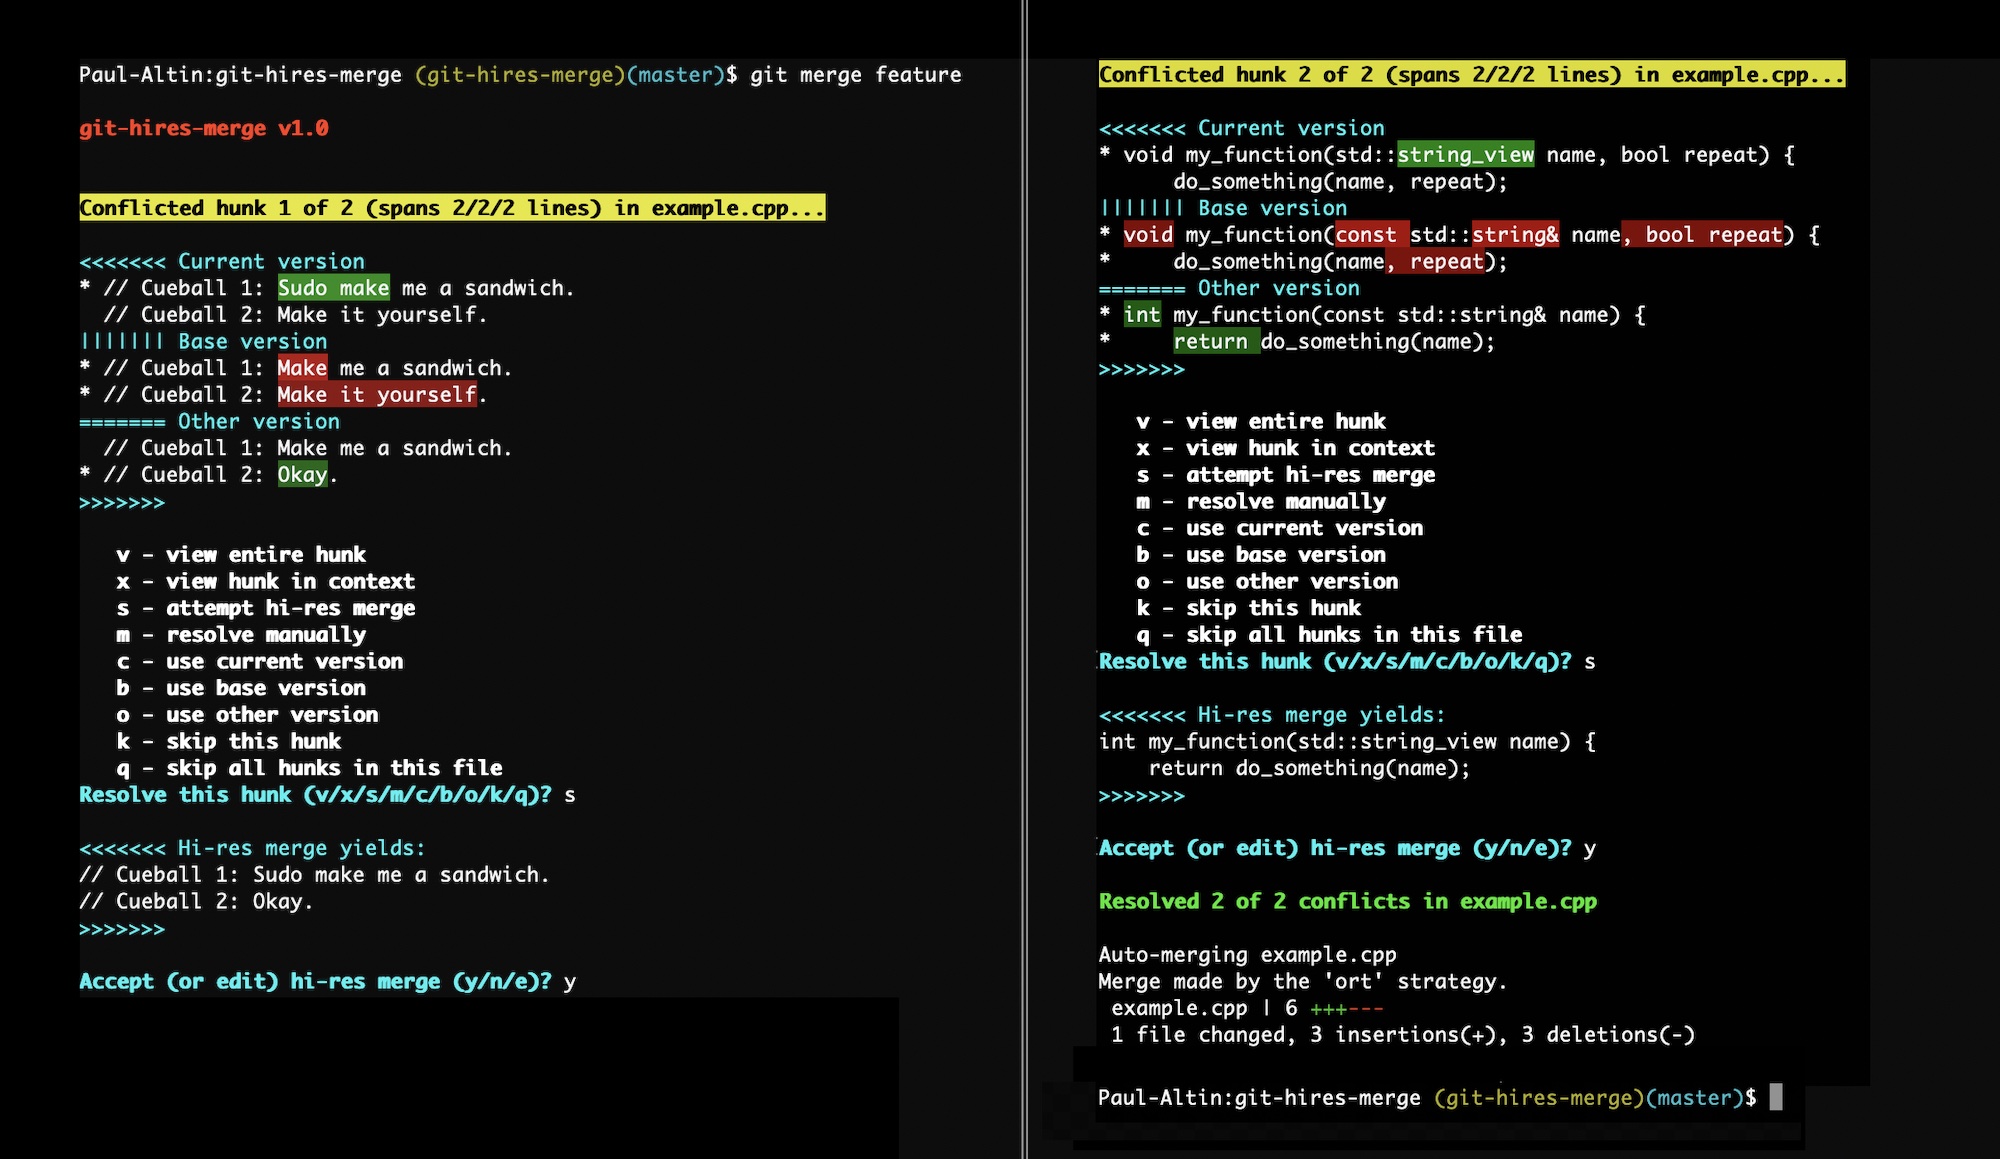 Paul-Altin:git-hires-merge (git-hires-merge)(master)$ git merge feature
git-hires-merge v1.0
Conflicted hunk 1 of 2 (spans 2/2/2 lines) in example.cpp...
<<<<<<< Current version
* // Cueball 1: Sudo make me a sandwich.
  // Cueball 2: Make it yourself.
||||||| Base version
* // Cueball 1: Make me a sandwich.
* // Cueball 2: Make it yourself.
======= Other version
  // Cueball 1: Make me a sandwich.
* // Cueball 2: Okay.
>>>>>>>
   v - view entire hunk
   x - view hunk in context
   s - attempt hi-res merge
   m - resolve manually
   c - use current version
   b - use base version
   o - use other version
   k - skip this hunk
   q - skip all hunks in this file
Resolve this hunk (v/x/s/m/c/b/o/k/q)? s
<<<<<<< Hi-res merge yields:
// Cueball 1: Sudo make me a sandwich.
// Cueball 2: Okay.
>>>>>>>
Accept (or edit) hi-res merge (y/n/e)? y
Conflicted hunk 2 of 2 (spans 2/2/2 lines) in example.cpp...
<<<<<<< Current version
* void my_function(std::string_view name, bool repeat) {
      do_something(name, repeat);
||||||| Base version
* void my_function(const std::string& name, bool repeat) {
*     do_something(name, repeat);
======= Other version
* int my_function(const std::string& name) {
*     return do_something(name);
>>>>>>>
   v - view entire hunk
   x - view hunk in context
   s - attempt hi-res merge
   m - resolve manually
   c - use current version
   b - use base version
   o - use other version
   k - skip this hunk
   q - skip all hunks in this file
Resolve this hunk (v/x/s/m/c/b/o/k/q)? s
<<<<<<< Hi-res merge yields:
int my_function(std::string_view name) {
    return do_something(name);
>>>>>>>
Accept (or edit) hi-res merge (y/n/e)? y
Resolved 2 of 2 conflicts in example.cpp
Auto-merging example.cpp
Merge made by the 'ort' strategy.
 example.cpp | 6 +++---
 1 file changed, 3 insertions(+), 3 deletions(-)
Paul-Altin:git-hires-merge (git-hires-merge)(master)$